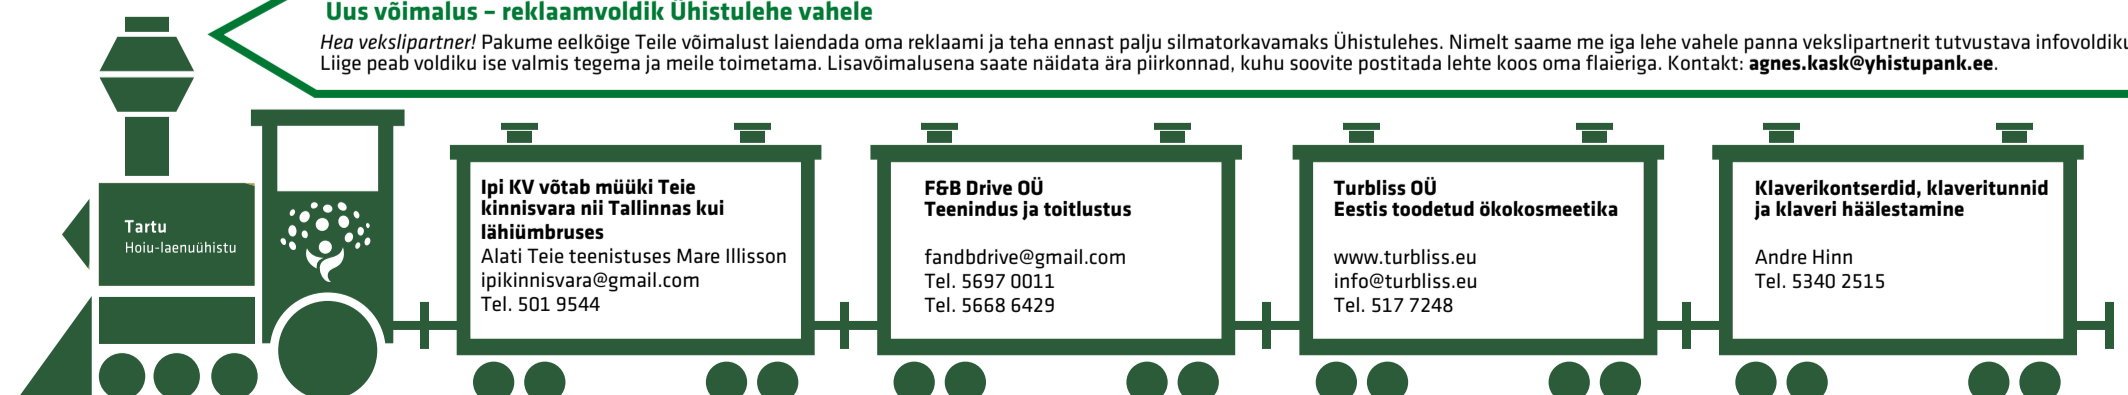 Uus võimalus – reklaamvoldik Ühistulehe vahele
Hea vekslipartner! Pakume eelkõige Teile võimalust laiendada oma reklaami ja teha ennast palju silmatorkavamaks Ühistulehes. Nimelt saame me iga lehe vahele panna vekslipartnerit tutvustava
Liige peab voldiku ise valmis tegema ja meile toimetama. Lisavõimalusena saate näidata ära piirkonnad, kuhu soovite postitada lehte koos oma flaieriga. Kontakt: agnes.kask@yhistupank.ee.
Tartu
Hoiu-laenuühistu
Ipi KV võtab müüki Teie
kinnisvara nii Tallinnas kui
lähiümbruses
Alati Teie teenistuses Mare Illisson
ipikinnisvara@gmail.com
Tel. 501 9544
F&B Drive OÜ
Teenindus ja toitlustus
fandbdrive@gmail.com
Tel. 5697 0011
Tel. 5668 6429
Turbliss OÜ
Eestis toodetud ökokosmeetika
www.turbliss.eu
info@turbliss.eu
Tel. 517 7248
Klaverikontserdid, klaveritunnid
ja klaveri häälestamine
Andre Hinn
Tel. 5340 2515